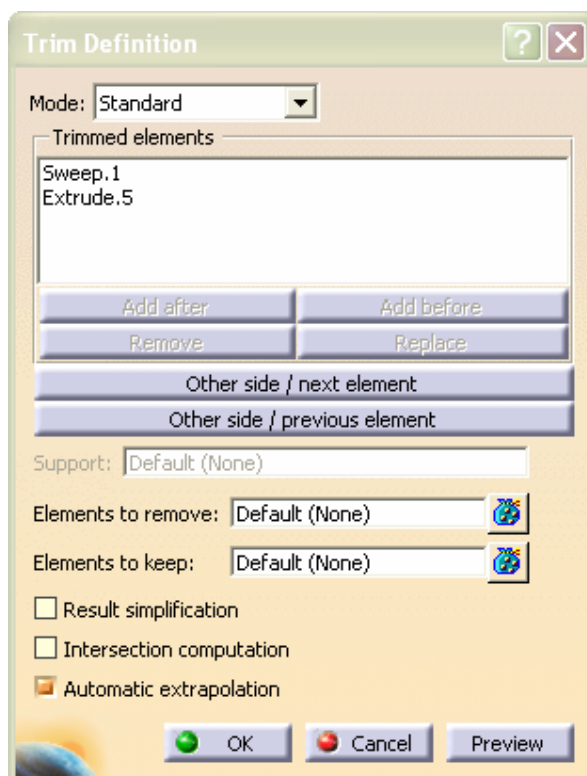 Trim Definition
?
Mode: Standard
Trimmed elements
Sweep.1
Extrude.5
Add after Add before
Remove Replace
Other side / next element
Other side / previous element
Support: Default (None)
Elements to remove: Default (None)
Elements to keep: Default (None)
Result simplification
Intersection computation
Automatic extrapolation
OK Cancel Preview